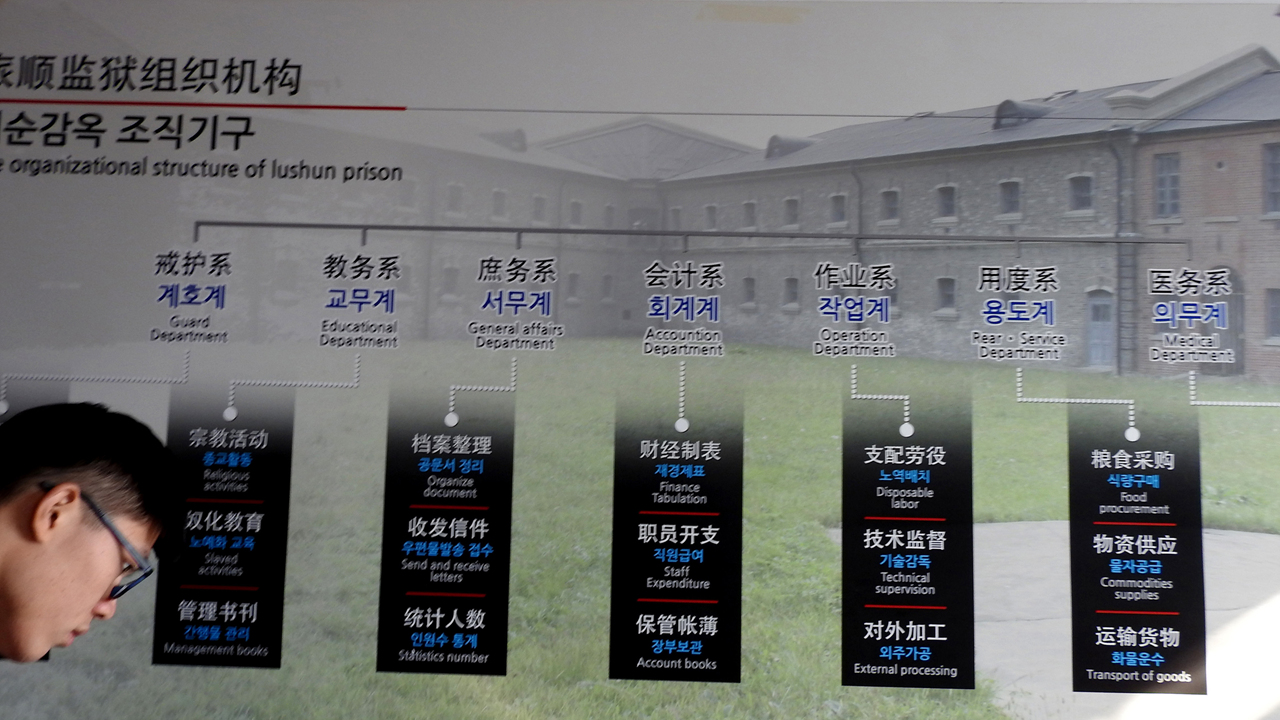 旅顺监狱组织机构
순감옥 조직기구
organizational structure of lushun prison
戒护系
계호계
Guard
Department
教务系
교무계
Educational
Department
庶务系
서무계
General affairs
Department
会计系
회계계
Accountion
Department
作业系
작업계
Operation
Department
用度系
용도계
Rear·Service
Department
医务系
의무계
Medical
Department
宗教活动
종교활동
Religious
activities
奴化教育
노예화 교육
Slaved
activities
管理书刊
간행물 관리
Management books
档案整理
공문서 정리
Organize
document
收发信件
우편물발송 접수
Send and receive
letters
统计人数
인원수 통계
Statistics number
财经制表
재경제표
Finance
Tabulation
职员开支
직원급여
Staff
Expenditure
保管帐薄
장부보관
Account books
支配劳役
노역배치
Disposable
labor
技术监督
기술감독
Technical
supervision
对外加工
외주가공
External processing
粮食采购
식량구매
Food
procurement
物资供应
물자공급
Commodities
supplies
运输货物
화물운수
Transport of goods